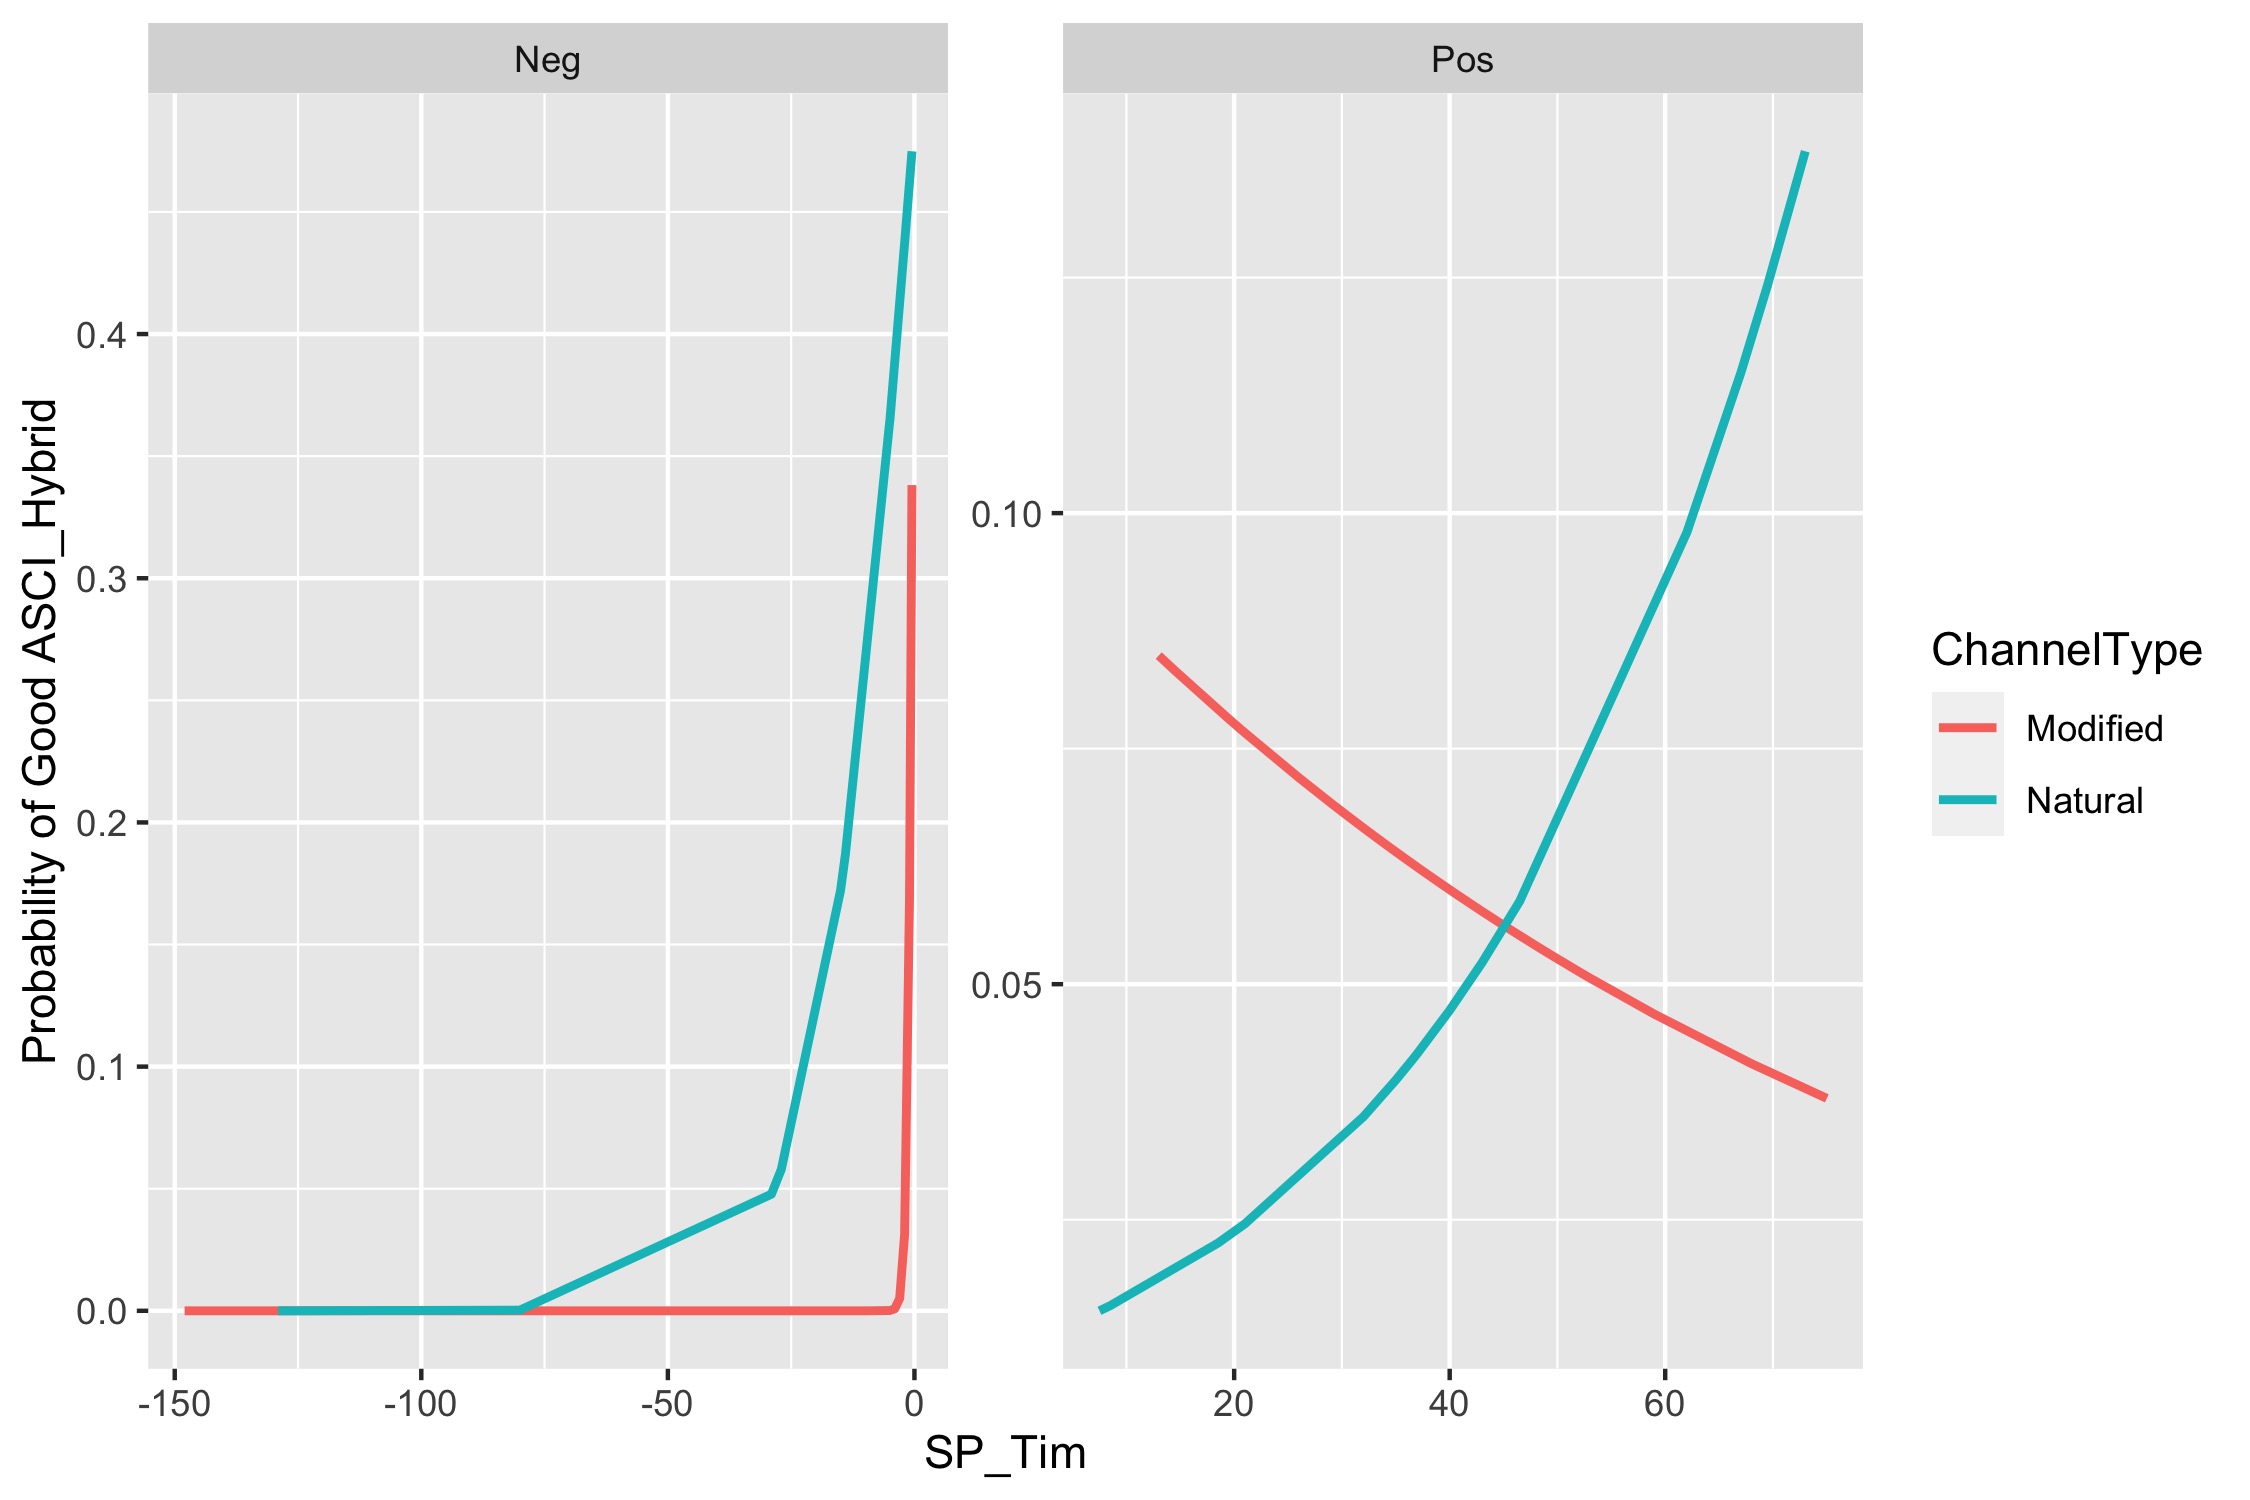 Neg
Pos
Probability of Good ASCI_Hybrid
0.4
0.3
0.2
0.1
0.0
0.10
0.05
-150 -100 -50 0
20 40 60
SP_Tim
ChannelType
Modified
Natural